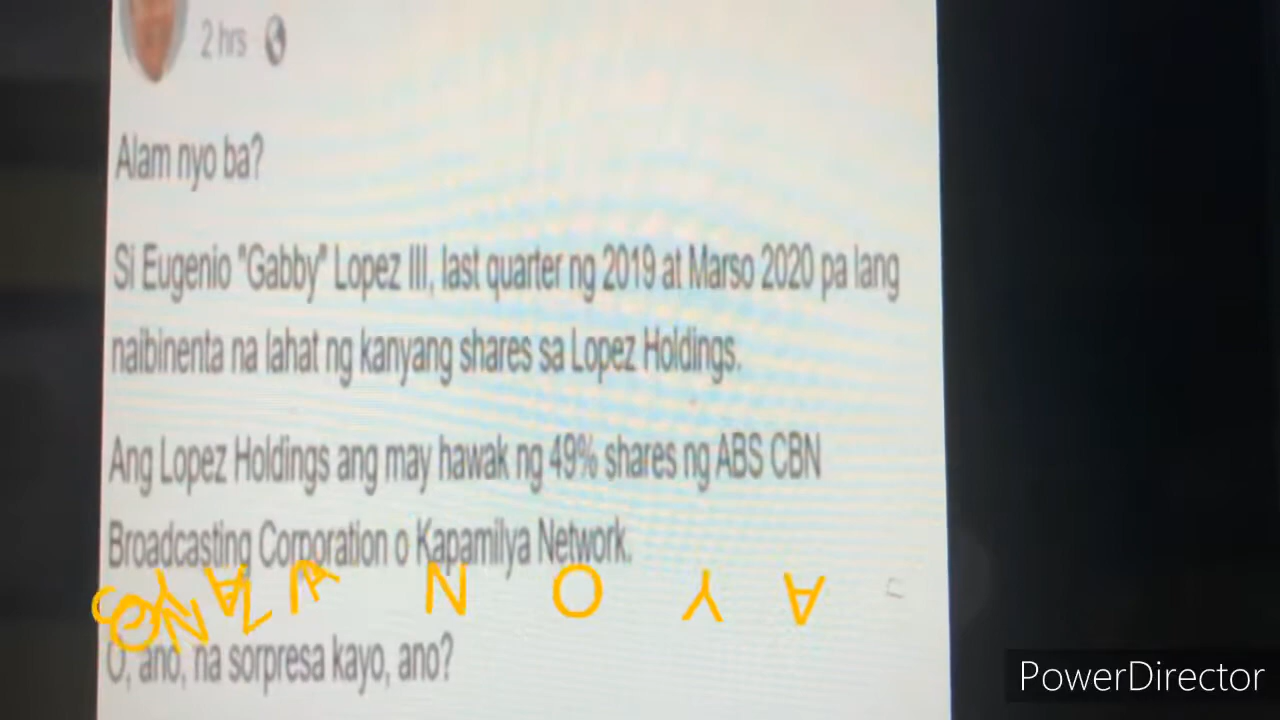 2 hrs
Alam nyo ba?
Si Eugenio "Gabby" Lopez III, last quarter ng 2019 at Marso 2020 pa lang
naibinenta na lahat ng kanyang shares sa Lopez Holdings.
Ang Lopez Holdings ang may hawak ng 49% shares ng ABS CBN
Broadcasting Corporation o Kapamilya Network.
O, ano, na sorpresa kayo, ano?
PowerDirector